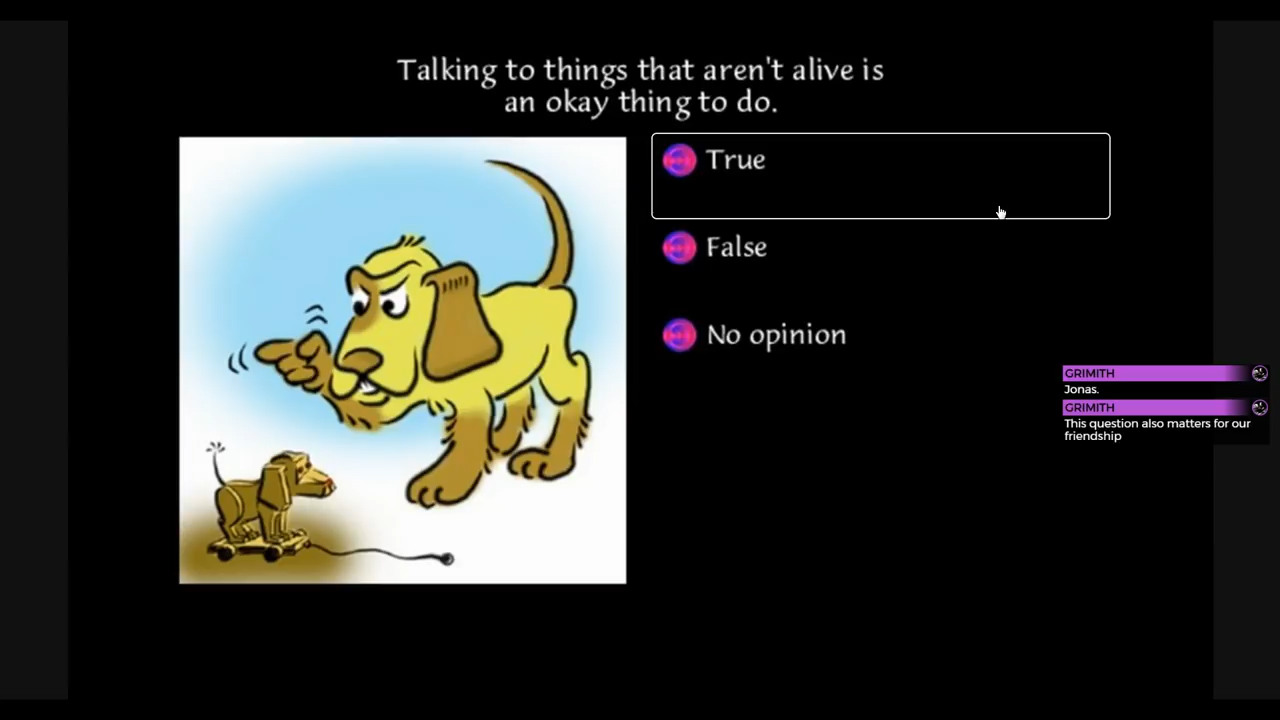 Talking to things that aren't alive is
an okay thing to do.
True
False
No opinion
GRIMITH
Jonas.
GRIMITH
This question also matters for our
friendship